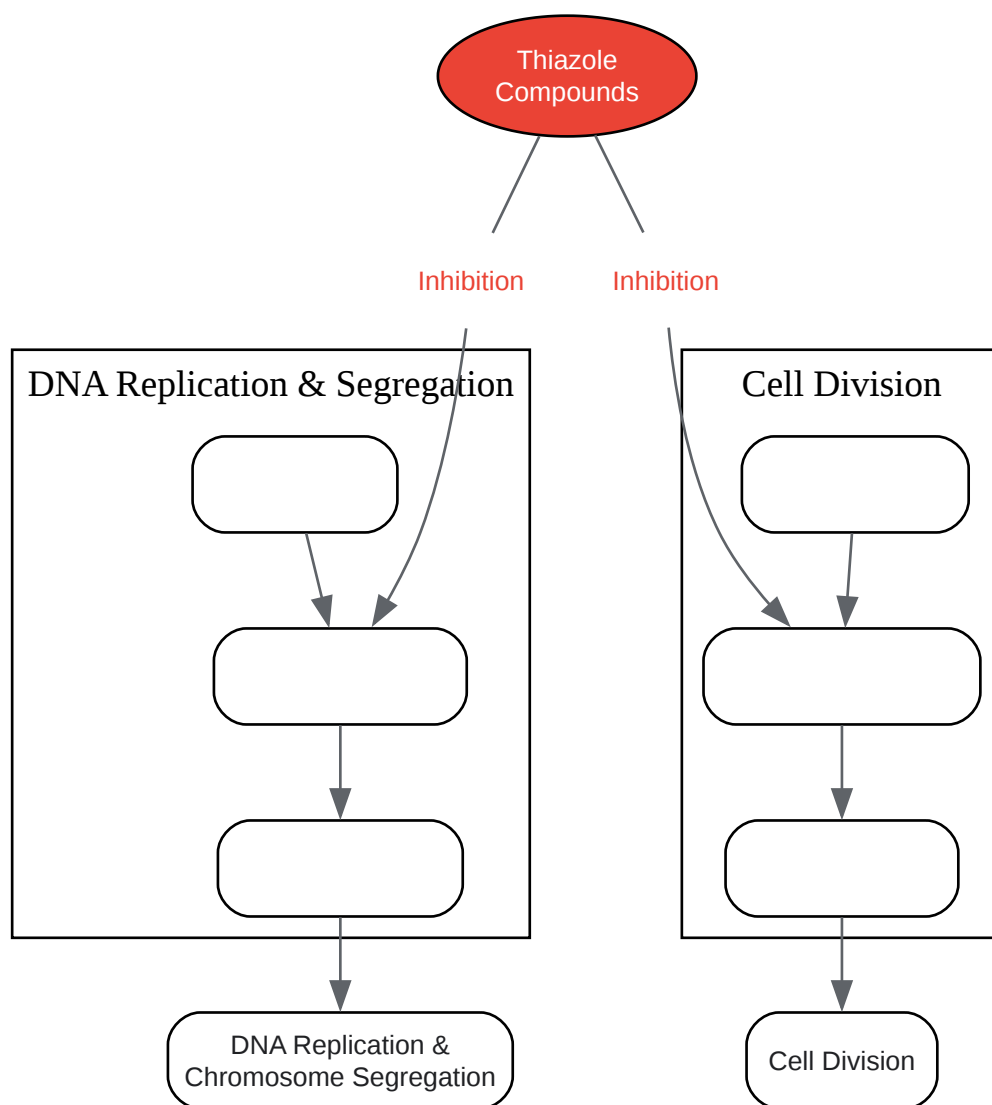 Thiazole
Compounds
Inhibition
Inhibition
DNA Replication & Segregation
Cell Division
DNA Replication &
Chromosome Segregation
Cell Division